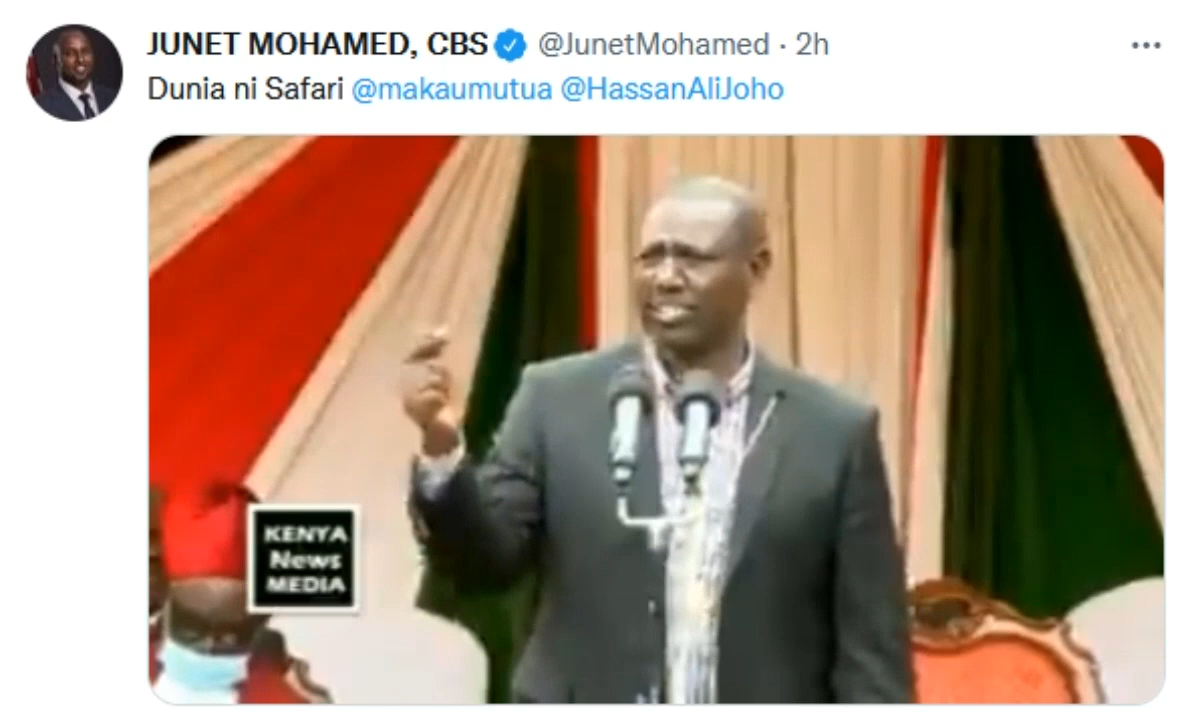 JUNET MOHAMED, CBS @JunetMohamed · 2h
Dunia ni Safari @makaumutua @HassanAliJoho
KENYA
News
MEDIA